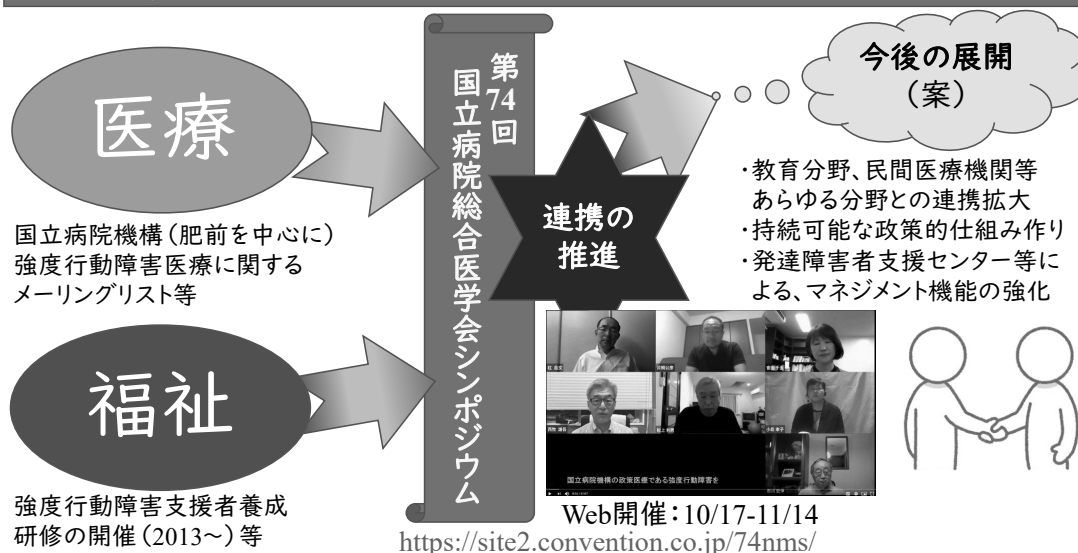 医療
国立病院機構（肥前を中心に）
強度行動障害医療に関する
メーリングリスト等
福祉
強度行動障害支援者養成
研修の開催（2013～）等
第74回
国立病院総合医学会シンポジウム
連携の
推進
今後の展開
（案）
・教育分野、民間医療機関等
あらゆる分野との連携拡大
・持続可能な政策的仕組み作り
・発達障害者支援センター等に
よる、マネジメント機能の強化
国立病院機構の政策医療である強度行動障害を
Web開催：10/17-11/14
https://site2.convention.co.jp/74nms/